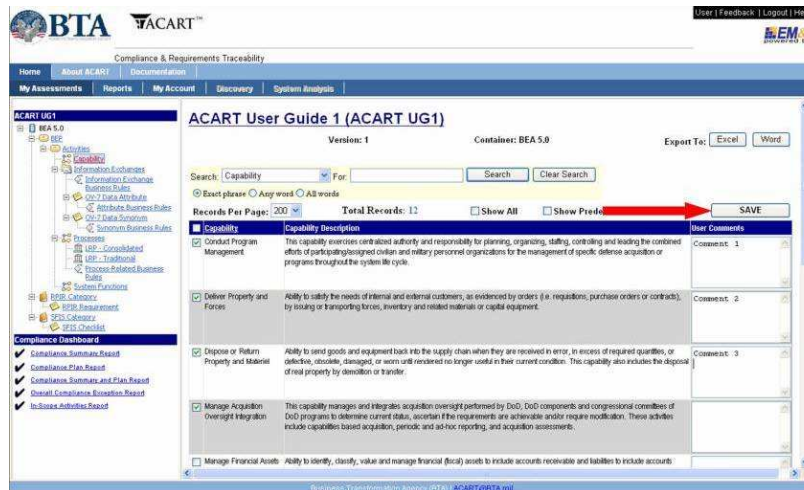 User | Feedback | Logout | He
BTA
TACART™
EM
powered
Compliance & Requirements Traceability
Home About ACART Documentation
My Assessments Reports My Account Discovery System Analysis
ACART UG1
BEA 5.0
BEP
Activities
Capability
Information Exchanges
Information Exchange
Business Rules
OV-7 Data Attribute
Attribute Business Rules
OV-7 Data Synonym
Synonym Business Rules
Processes
LRP - Consolidated
LRP - Traditional
Process-Related Business
Rules
System Functions
RPIR Category
RPIR Requirement
SFIS Category
SFIS Checklist
Compliance Dashboard
Compliance Summary Report
Compliance Plan Report
Compliance Summary and Plan Report
Overall Compliance Exception Report
In-Scope Activities Report
ACART User Guide 1 (ACART UG1)
Version: 1 Container: BEA 5.0 Export To: Excel Word
Search: Capability For: Search Clear Search
Exact phrase Any word All words
Records Per Page: 200 Total Records: 12 Show All Show Prede SAVE
Capability Capability Description User Comments
Conduct Program
Management
This capability exercises centralized authority and responsibility for planning, organizing, staffing, controlling and leading the combined
efforts of participating/assigned civilian and military personnel organizations for the management of specific defense acquisition or
programs throughout the system life cycle.
Comment 1
Deliver Property and
Forces
Ability to satisfy the needs of internal and external customers, as evidenced by orders (i.e. requisitions, purchase orders or contracts),
by issuing or transporting forces, inventory and related materials or capital equipment.
Comment 2
Dispose or Return
Property and Materiel
Ability to send goods and equipment back into the supply chain when they are received in error, in excess of required quantities, or
defective, obsolete, damaged, or worn until rendered no longer useful in their current condition. This capability also includes the disposal
of real property by demolition or transfer.
Comment 3
Manage Acquisition
Oversight Integration
This capability manages and integrates acquisition oversight performed by DoD, DoD components and congressional committees of
DoD programs to determine current status, ascertain if the requirements are achievable and/or require modification. These activities
include capabilities based acquisition, periodic and ad-hoc reporting, and acquisition assessments.
Manage Financial Assets
Ability to identify, classify, value and manage financial (fiscal) assets to include accounts receivable and liabilities to include accounts
Business Transformation Agency (BTA) ACART@BTA.mil